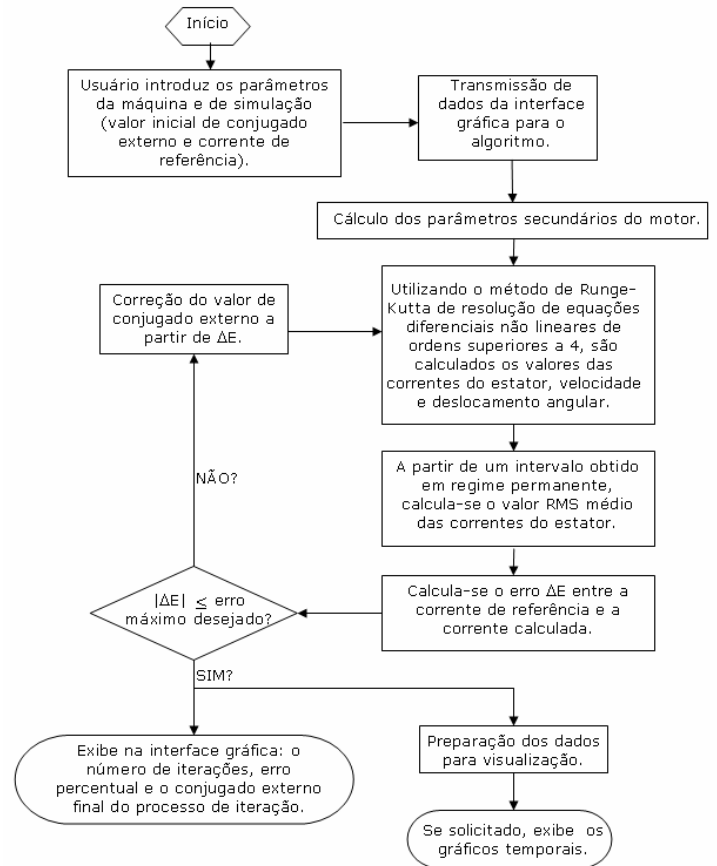 Início
Usuário introduz os parâmetros
da máquina e de simulação
(valor inicial de conjugado
externo e corrente de
referência).
Transmissão de
dados da interface
gráfica para o
algoritmo.
Cálculo dos parâmetros secundários do motor.
Utilizando o método de Runge-
Kutta de resolução de equações
diferenciais não lineares de
ordens superiores a 4, são
calculados os valores das
correntes do estator, velocidade
e deslocamento angular.
Correção do valor de
conjugado externo a
partir de ΔE.
A partir de um intervalo obtido
em regime permanente,
calcula-se o valor RMS médio
das correntes do estator.
NÃO?
Calcula-se o erro ΔE entre a
corrente de referência e a
corrente calculada.
|ΔE| ≤ erro
máximo desejado?
SIM?
Exibe na interface gráfica: o
número de iterações, erro
percentual e o conjugado externo
final do processo de iteração.
Preparação dos dados
para visualização.
Se solicitado, exibe os
gráficos temporais.